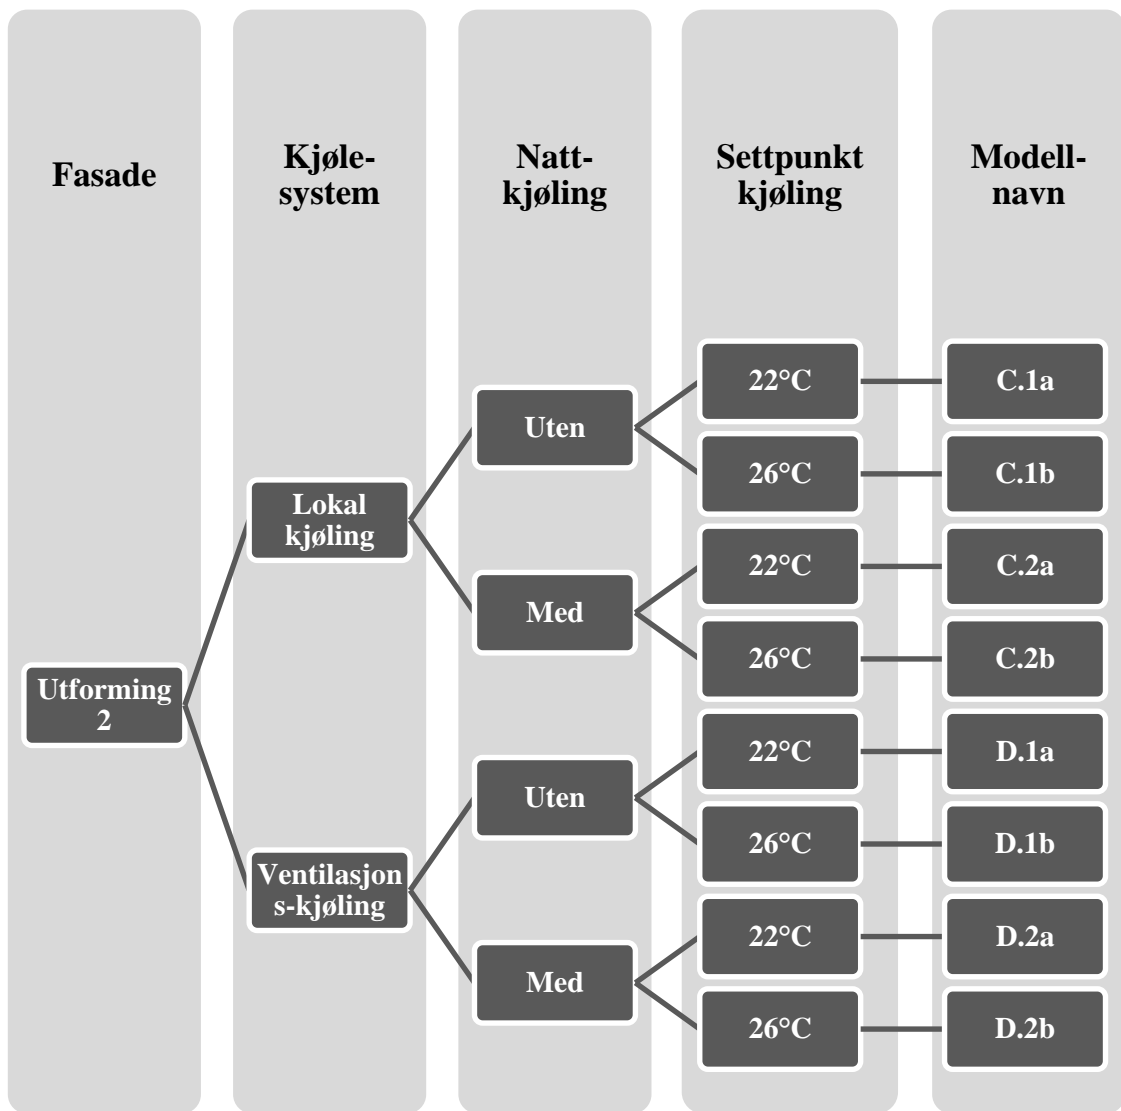 Fasade
Kjøle-
system
Natt-
kjøling
Settpunkt
kjøling
Modell-
navn
Utforming
2
Lokal
kjøling
Uten
22°C
C.1a
26°C
C.1b
Med
22°C
C.2a
26°C
C.2b
Ventilasjon
s-kjøling
Uten
22°C
D.1a
26°C
D.1b
Med
22°C
D.2a
26°C
D.2b